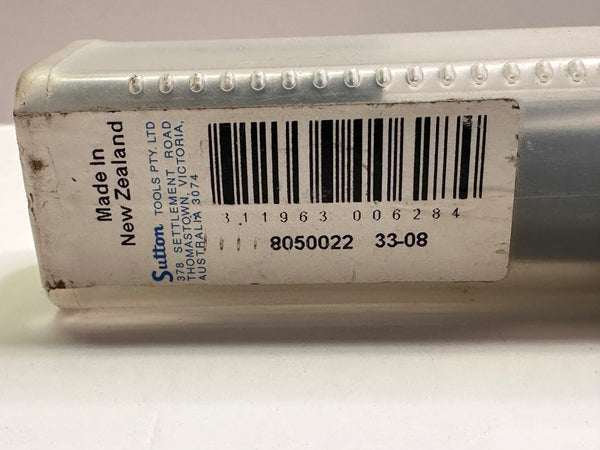 Made In
New Zealand
Sutton TOOLS PTY. LTD
378 SETTLEMENT ROAD
THOMASTOWN, VICTORIA,
AUSTRALIA 3074
311963 006284
8050022 33-08